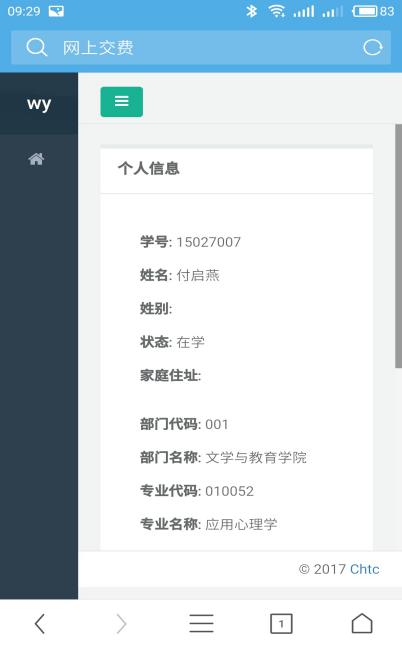 09:29 83
网上交费
wy
个人信息
学号: 15027007
姓名: 付启燕
姓别:
状态: 在学
家庭住址:
部门代码: 001
部门名称: 文学与教育学院
专业代码: 010052
专业名称: 应用心理学
© 2017 Chtc
1